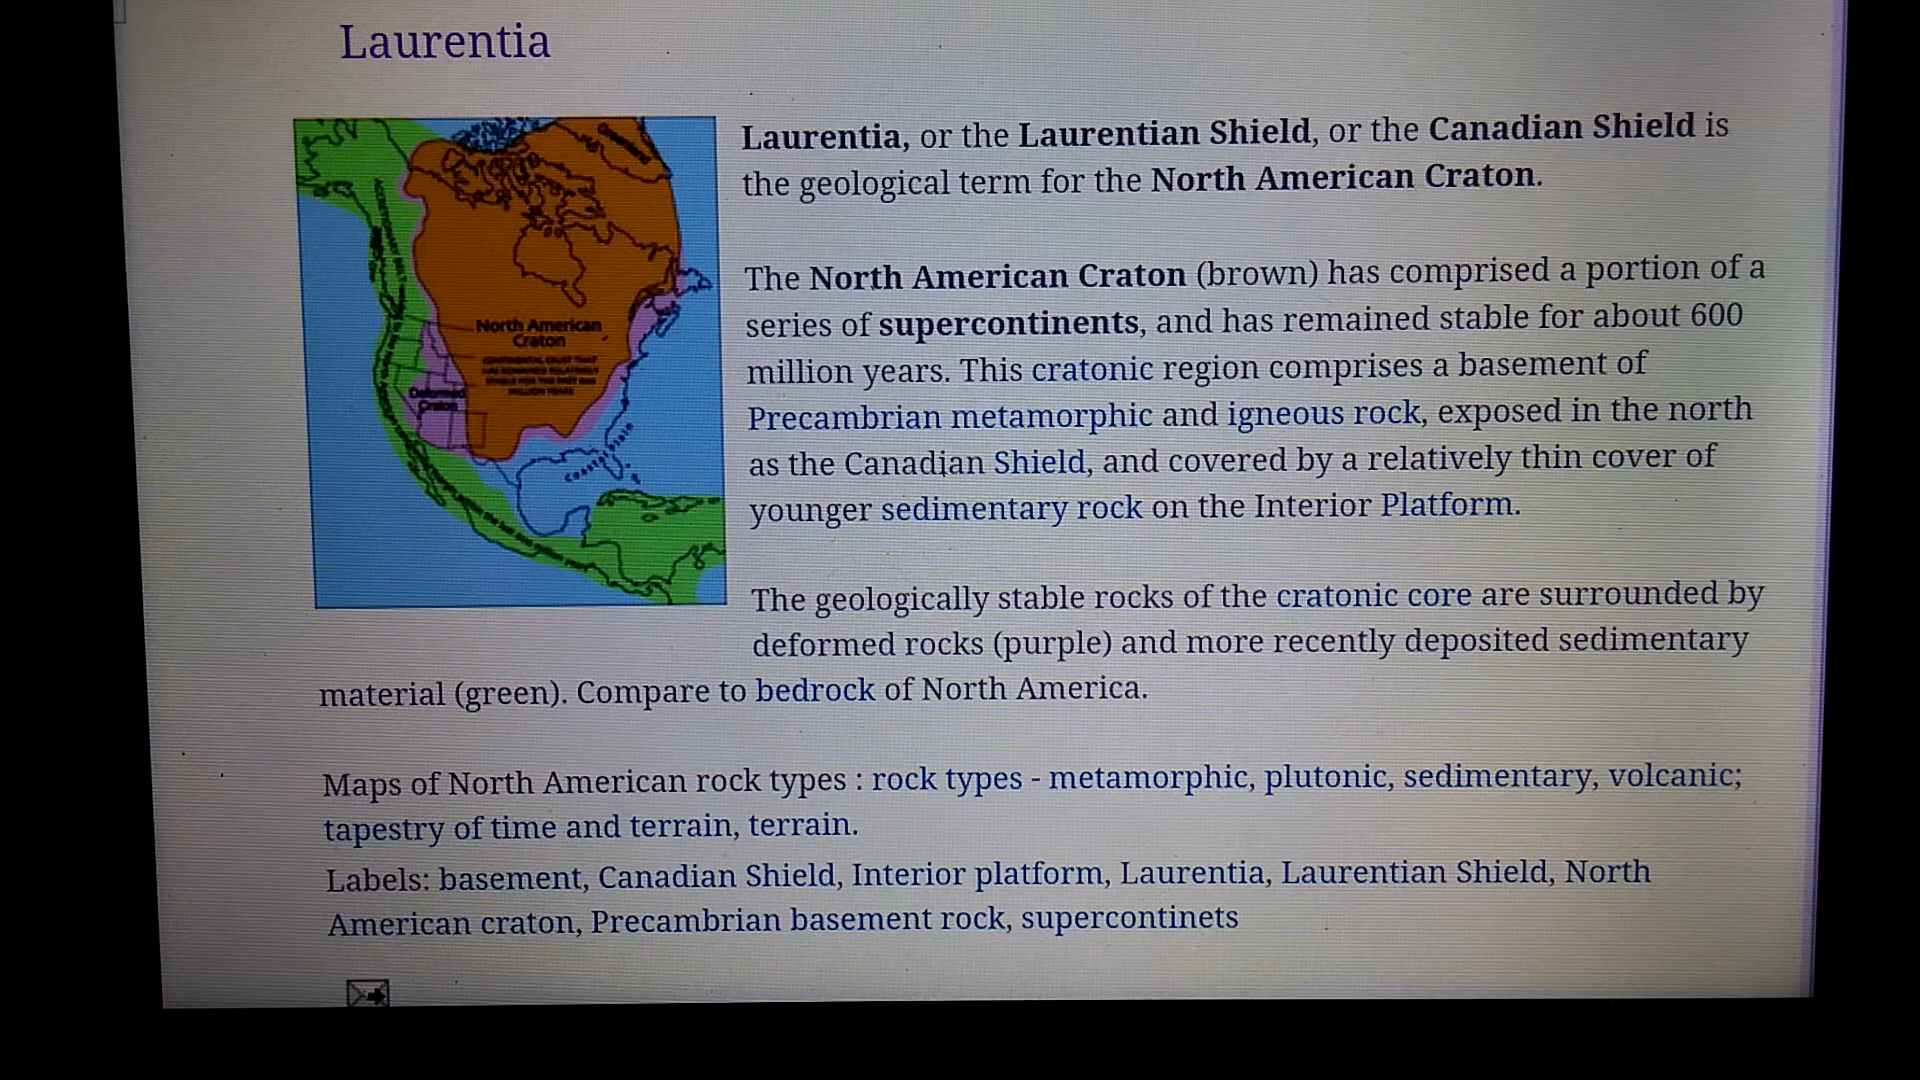 Laurentia
Laurentia, or the Laurentian Shield, or the Canadian Shield is
the geological term for the North American Craton.
The North American Craton (brown) has comprised a portion of a
series of supercontinents, and has remained stable for about 600
million years. This cratonic region comprises a basement of
Precambrian metamorphic and igneous rock, exposed in the north
as the Canadian Shield, and covered by a relatively thin cover of
younger sedimentary rock on the Interior Platform.
The geologically stable rocks of the cratonic core are surrounded by
deformed rocks (purple) and more recently deposited sedimentary
material (green). Compare to bedrock of North America.
Maps of North American rock types : rock types - metamorphic, plutonic, sedimentary, volcanic;
tapestry of time and terrain, terrain.
Labels: basement, Canadian Shield, Interior platform, Laurentia, Laurentian Shield, North
American craton, Precambrian basement rock, supercontinets
North American
Craton
Deformed
Craton